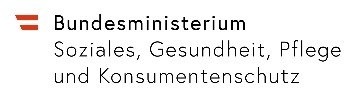 Bundesministerium
Soziales, Gesundheit, Pflege
und Konsumentenschutz